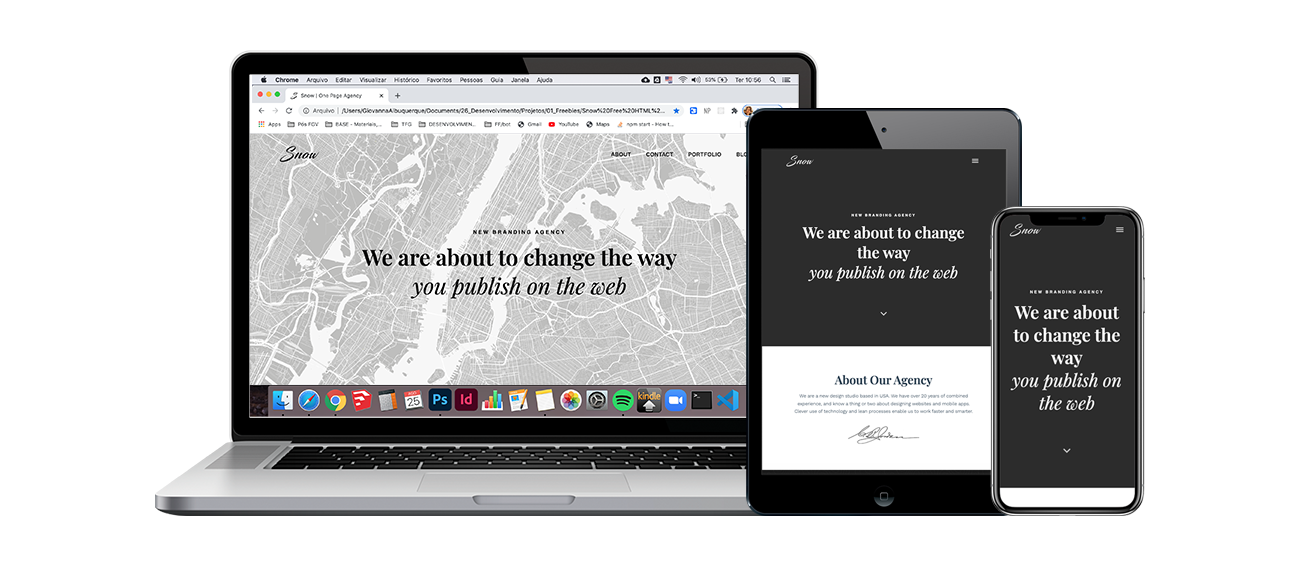 Chrome Arquivo Editar Visualizar Histórico Favoritos Pessoas Guia Janela Ajuda 53% Ter 10:56
Snow | One Page Agency
Arquivo | /Users/GiovannaAlbuquerque/Documents/26_Desenvolvimento/Projetos/01_Freebies/Snow%20Free%20HTML%2...
Apps Pós FGV BASE - Materiais_... TFG DESENVOLVIMEN... FF/bot Gmail YouTube Maps npm start - How t...
Snow
ABOUT CONTACT PORTFOLIO BLO
NEW BRANDING AGENCY
We are about to change the way
you publish on the web
25
Ps Id kindle
Snow
NEW BRANDING AGENCY
We are about to change
the way
you publish on the web
About Our Agency
We are a new design studio based in USA. We have over 20 years of combined
experience, and know a thing or two about designing websites and mobile apps.
Clever use of technology and lean processes enable us to work faster and smarter.
Snow
NEW BRANDING AGENCY
We are about
to change the
way
you publish on
the web